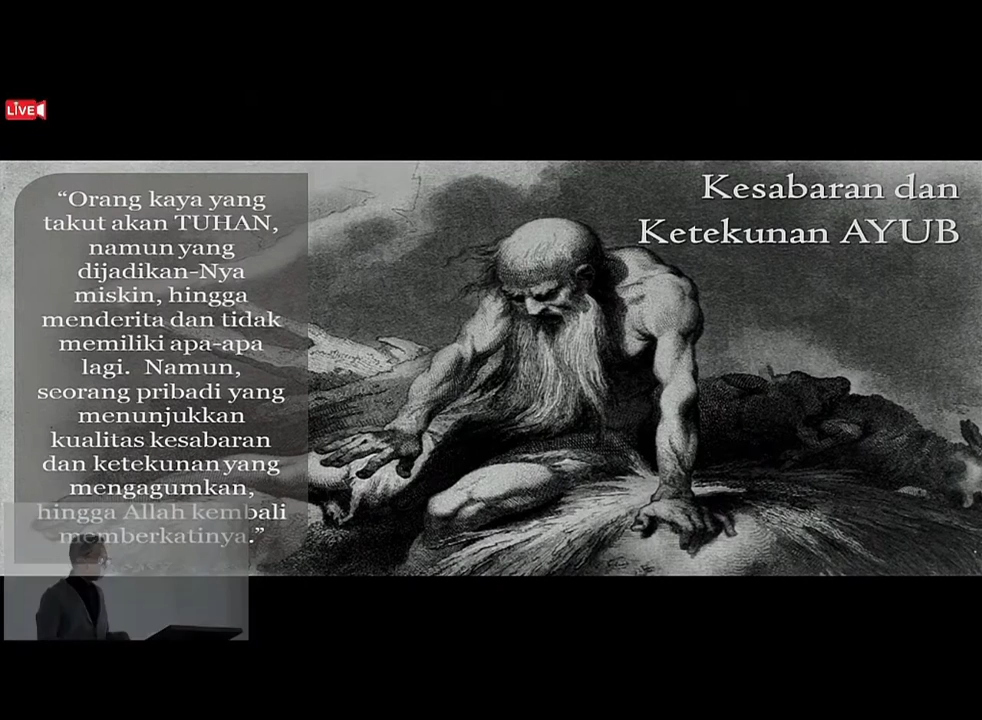 LIVE
Kesabaran dan
Ketekunan AYUB
“Orang kaya yang
takut akan TUHAN,
namun yang
dijadikan-Nya
miskin, hingga
menderita dan tidak
memiliki apa-apa
lagi. Namun,
seorang pribadi yang
menunjukkan
kualitas kesabaran
dan ketekunan yang
mengagumkan,
hingga Allah kembali
memberkatinya.”